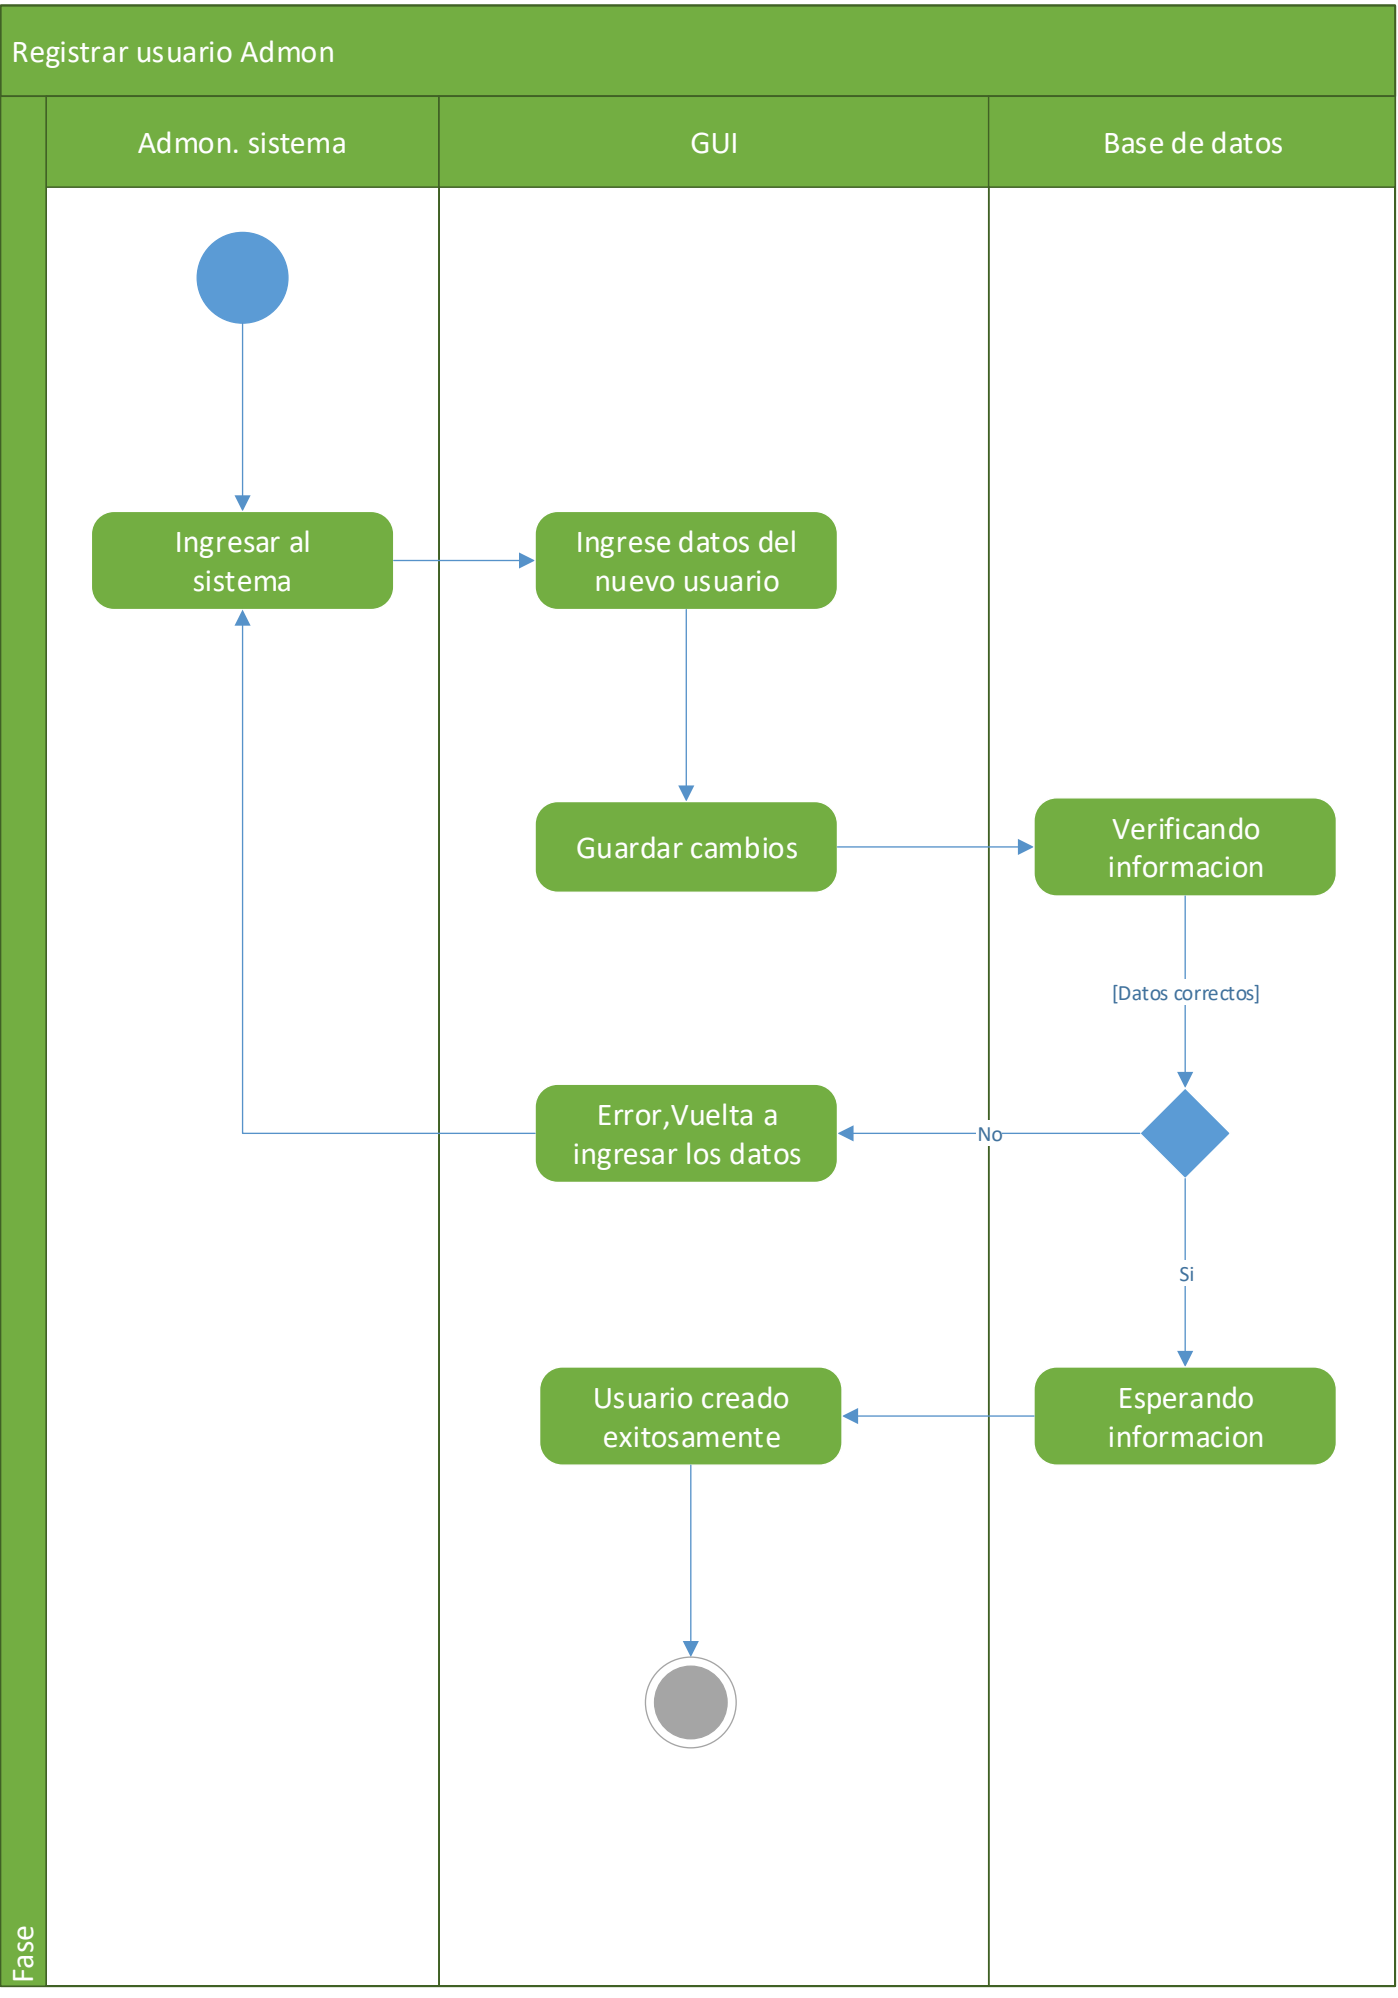 Registrar usuario Admon
Admon. sistema
GUI
Base de datos
Ingresar al
sistema
Ingrese datos del
nuevo usuario
Guardar cambios
Verificando
informacion
[Datos correctos]
Error,Vuelta a
ingresar los datos
No
Si
Usuario creado
exitosamente
Esperando
informacion
Fase